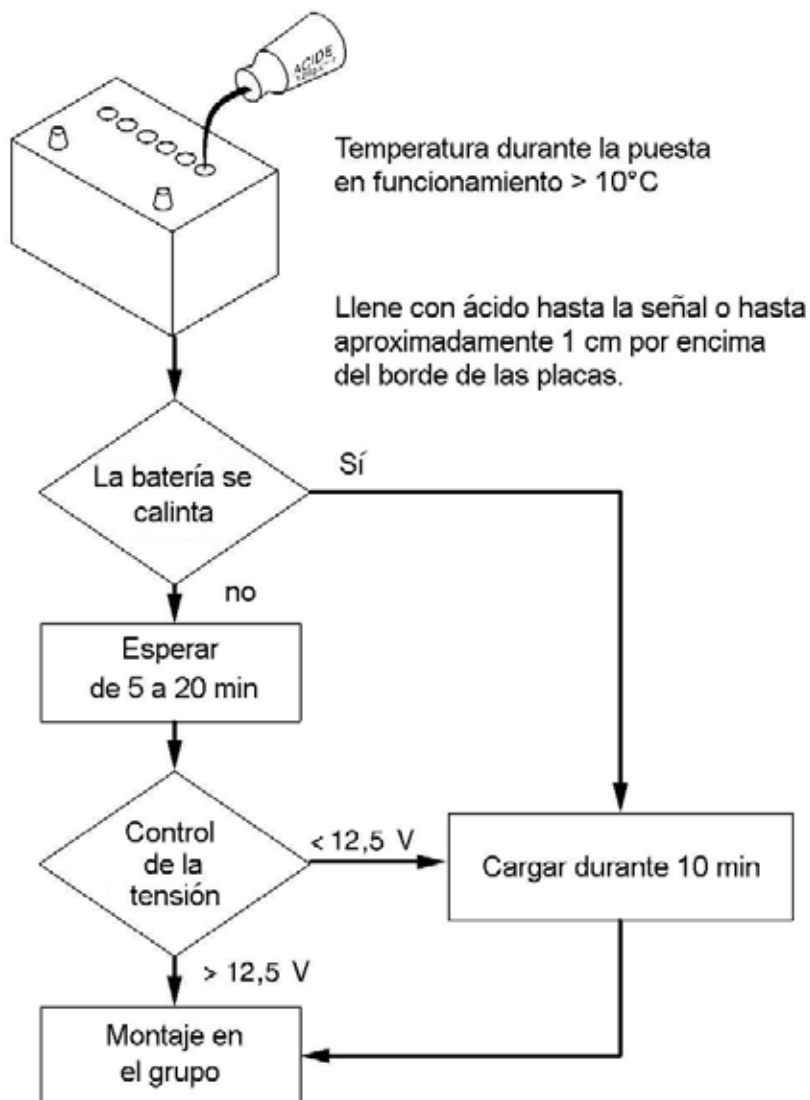 ACIDE
Temperatura durante la puesta
en funcionamiento > 10°C
Llene con ácido hasta la señal o hasta
aproximadamente 1 cm por encima
del borde de las placas.
La batería se
calinta
Sí
no
Esperar
de 5 a 20 min
Control
de la
tensión
< 12,5 V
Cargar durante 10 min
> 12,5 V
Montaje en
el grupo